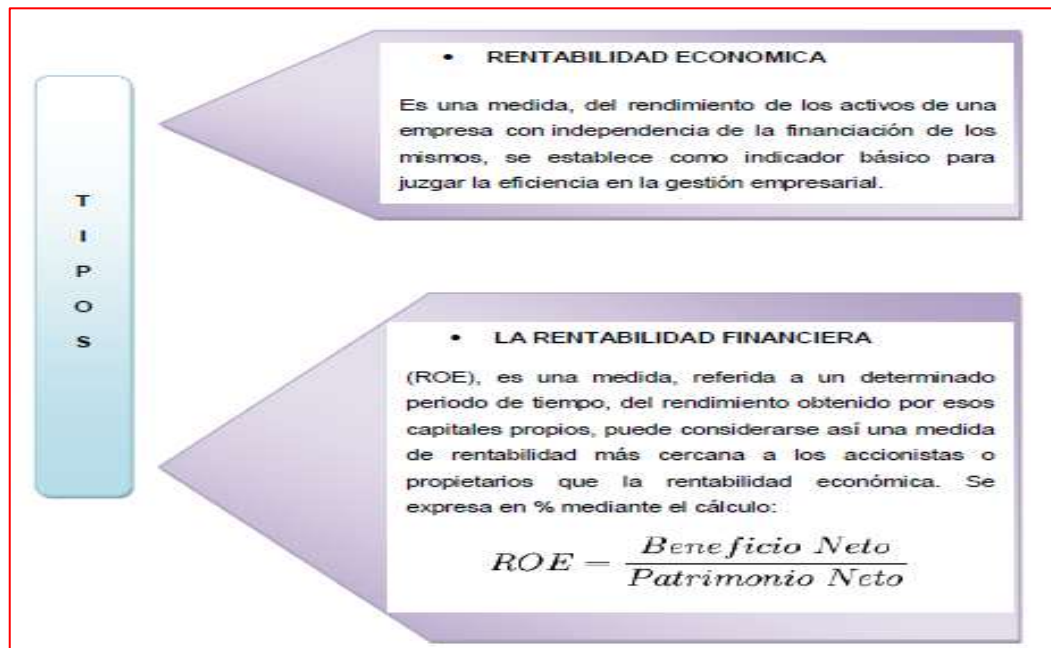 T
I
P
O
S
• RENTABILIDAD ECONOMICA
Es una medida, del rendimiento de los activos de una
empresa con independencia de la financiación de los
mismos, se establece como indicador básico para
juzgar la eficiencia en la gestión empresarial.
• LA RENTABILIDAD FINANCIERA
(ROE), es una medida, referida a un determinado
periodo de tiempo, del rendimiento obtenido por esos
capitales propios, puede considerarse así una medida
de rentabilidad más cercana a los accionistas o
propietarios que la rentabilidad económica. Se
expresa en % mediante el cálculo:
ROE = Beneficio Neto
Patrimonio Neto